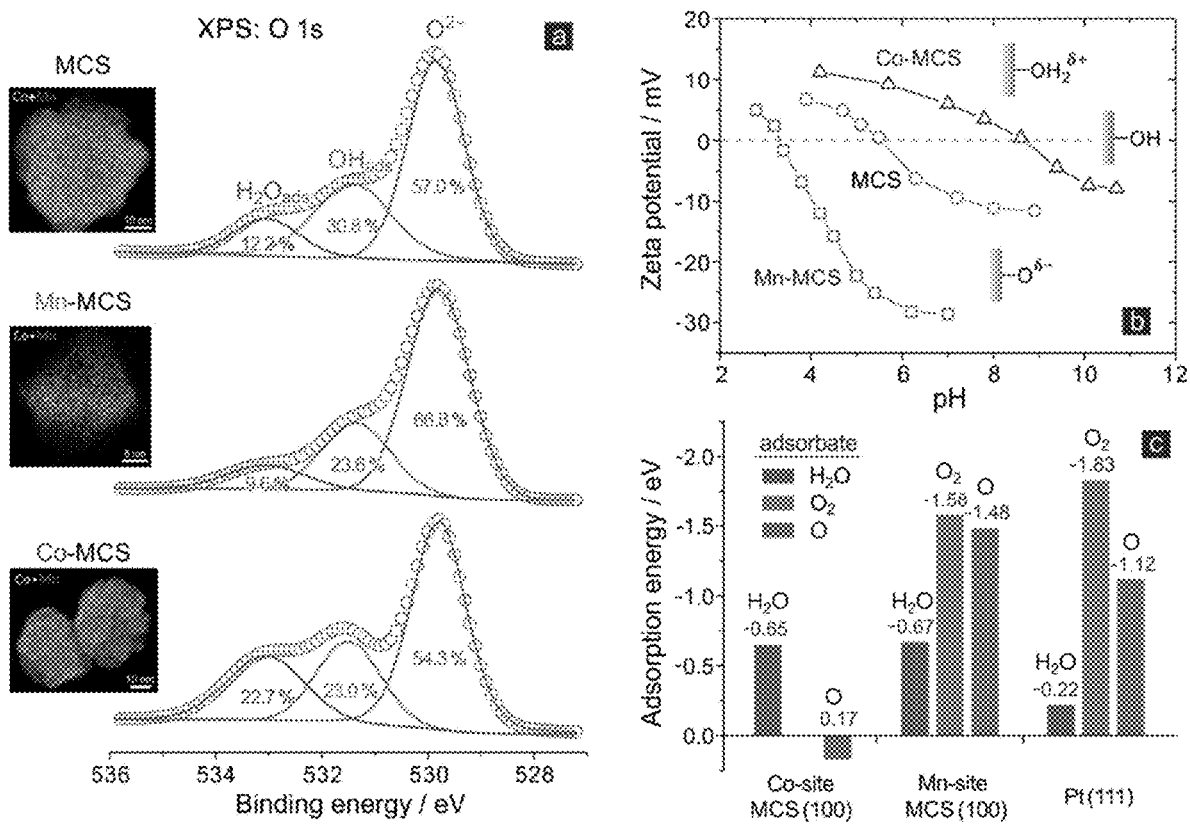 XPS: O 1s
a
O²⁻
MCS
Co+Mn
H₂Oads
OHads
12.2 %
30.8 %
57.0 %
Mn-MCS
23.6 %
Co-MCS
Co+Mn
22.7 %
23.0 %
54.3 %
536
534
532
530
528
Binding energy / eV
Zeta potential / mV
20
10
0
-10
-20
-30
Co-MCS
OH₂δ⁺
OH
MCS
Mn-MCS
Oδ⁻
b
2
4
6
8
10
12
pH
Adsorption energy / eV
-2.0
-1.5
-1.0
-0.5
0.0
adsorbate
H₂O
O₂
O
c
H₂O
-0.65
O
0.17
H₂O
-0.67
O₂
-1.58
O
-1.48
H₂O
-0.22
O₂
-1.83
O
-1.12
Co-site
MCS (100)
Mn-site
MCS (100)
Pt (111)